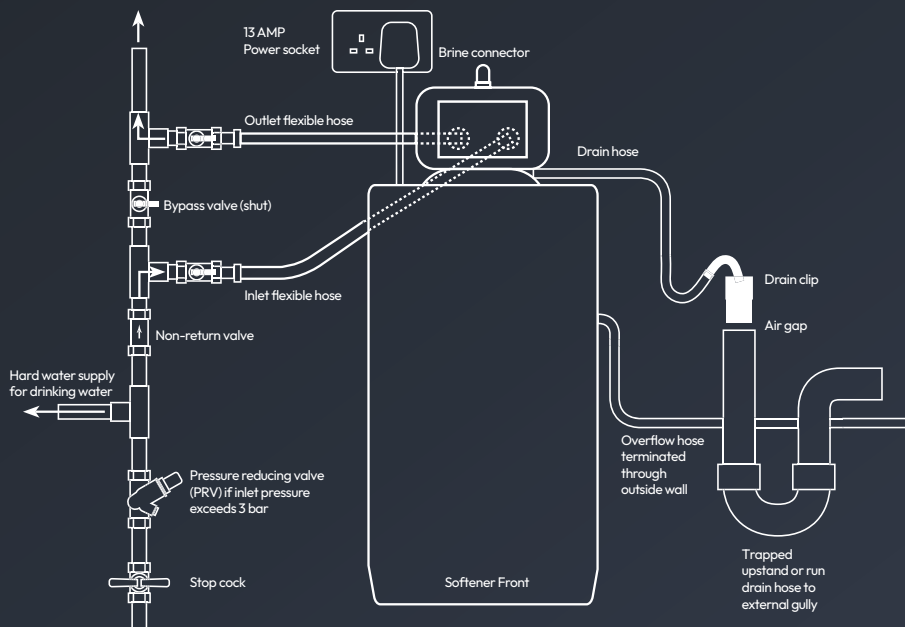 13 AMP
Power socket
Brine connector
Outlet flexible hose
Drain hose
Bypass valve (shut)
Drain clip
Inlet flexible hose
Air gap
Non-return valve
Hard water supply
for drinking water
Overflow hose
terminated
through
outside wall
Pressure reducing valve
(PRV) if inlet pressure
exceeds 3 bar
Trapped
upstand or run
drain hose to
external gully
Stop cock
Softener Front